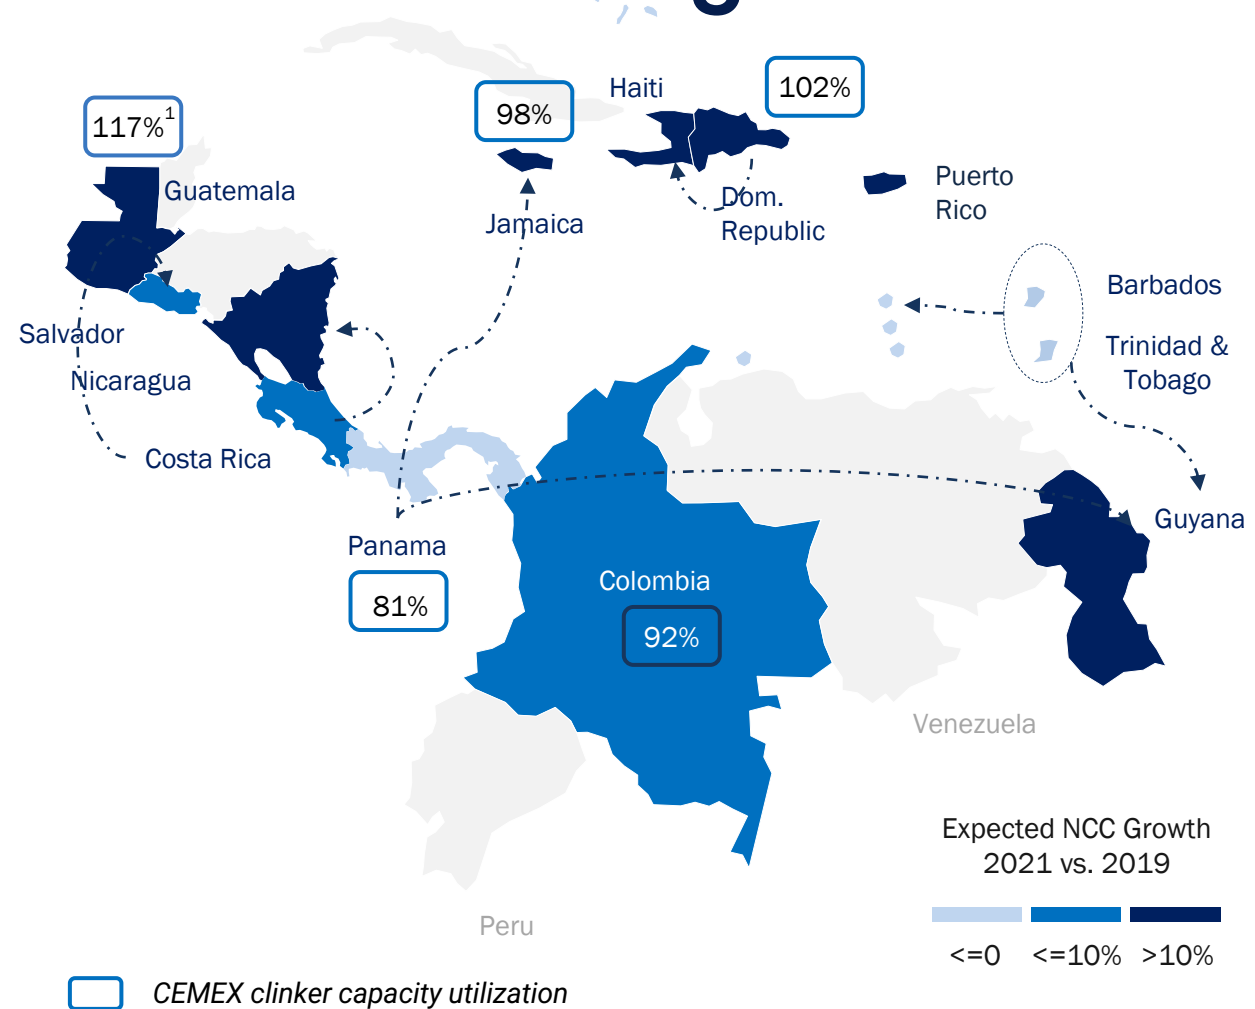 Haiti
102%
98%
117%1
Guatemala
Puerto
Rico
Dom.
Republic
Jamaica
Barbados
Salvador
Trinidad &
Tobago
Nicaragua
Costa Rica
Guyana
Panama
81%
Colombia
92%
Venezuela
Expected NCC Growth
2021 vs. 2019
<=0 <=10% >10%
Peru
CEMEX clinker capacity utilization